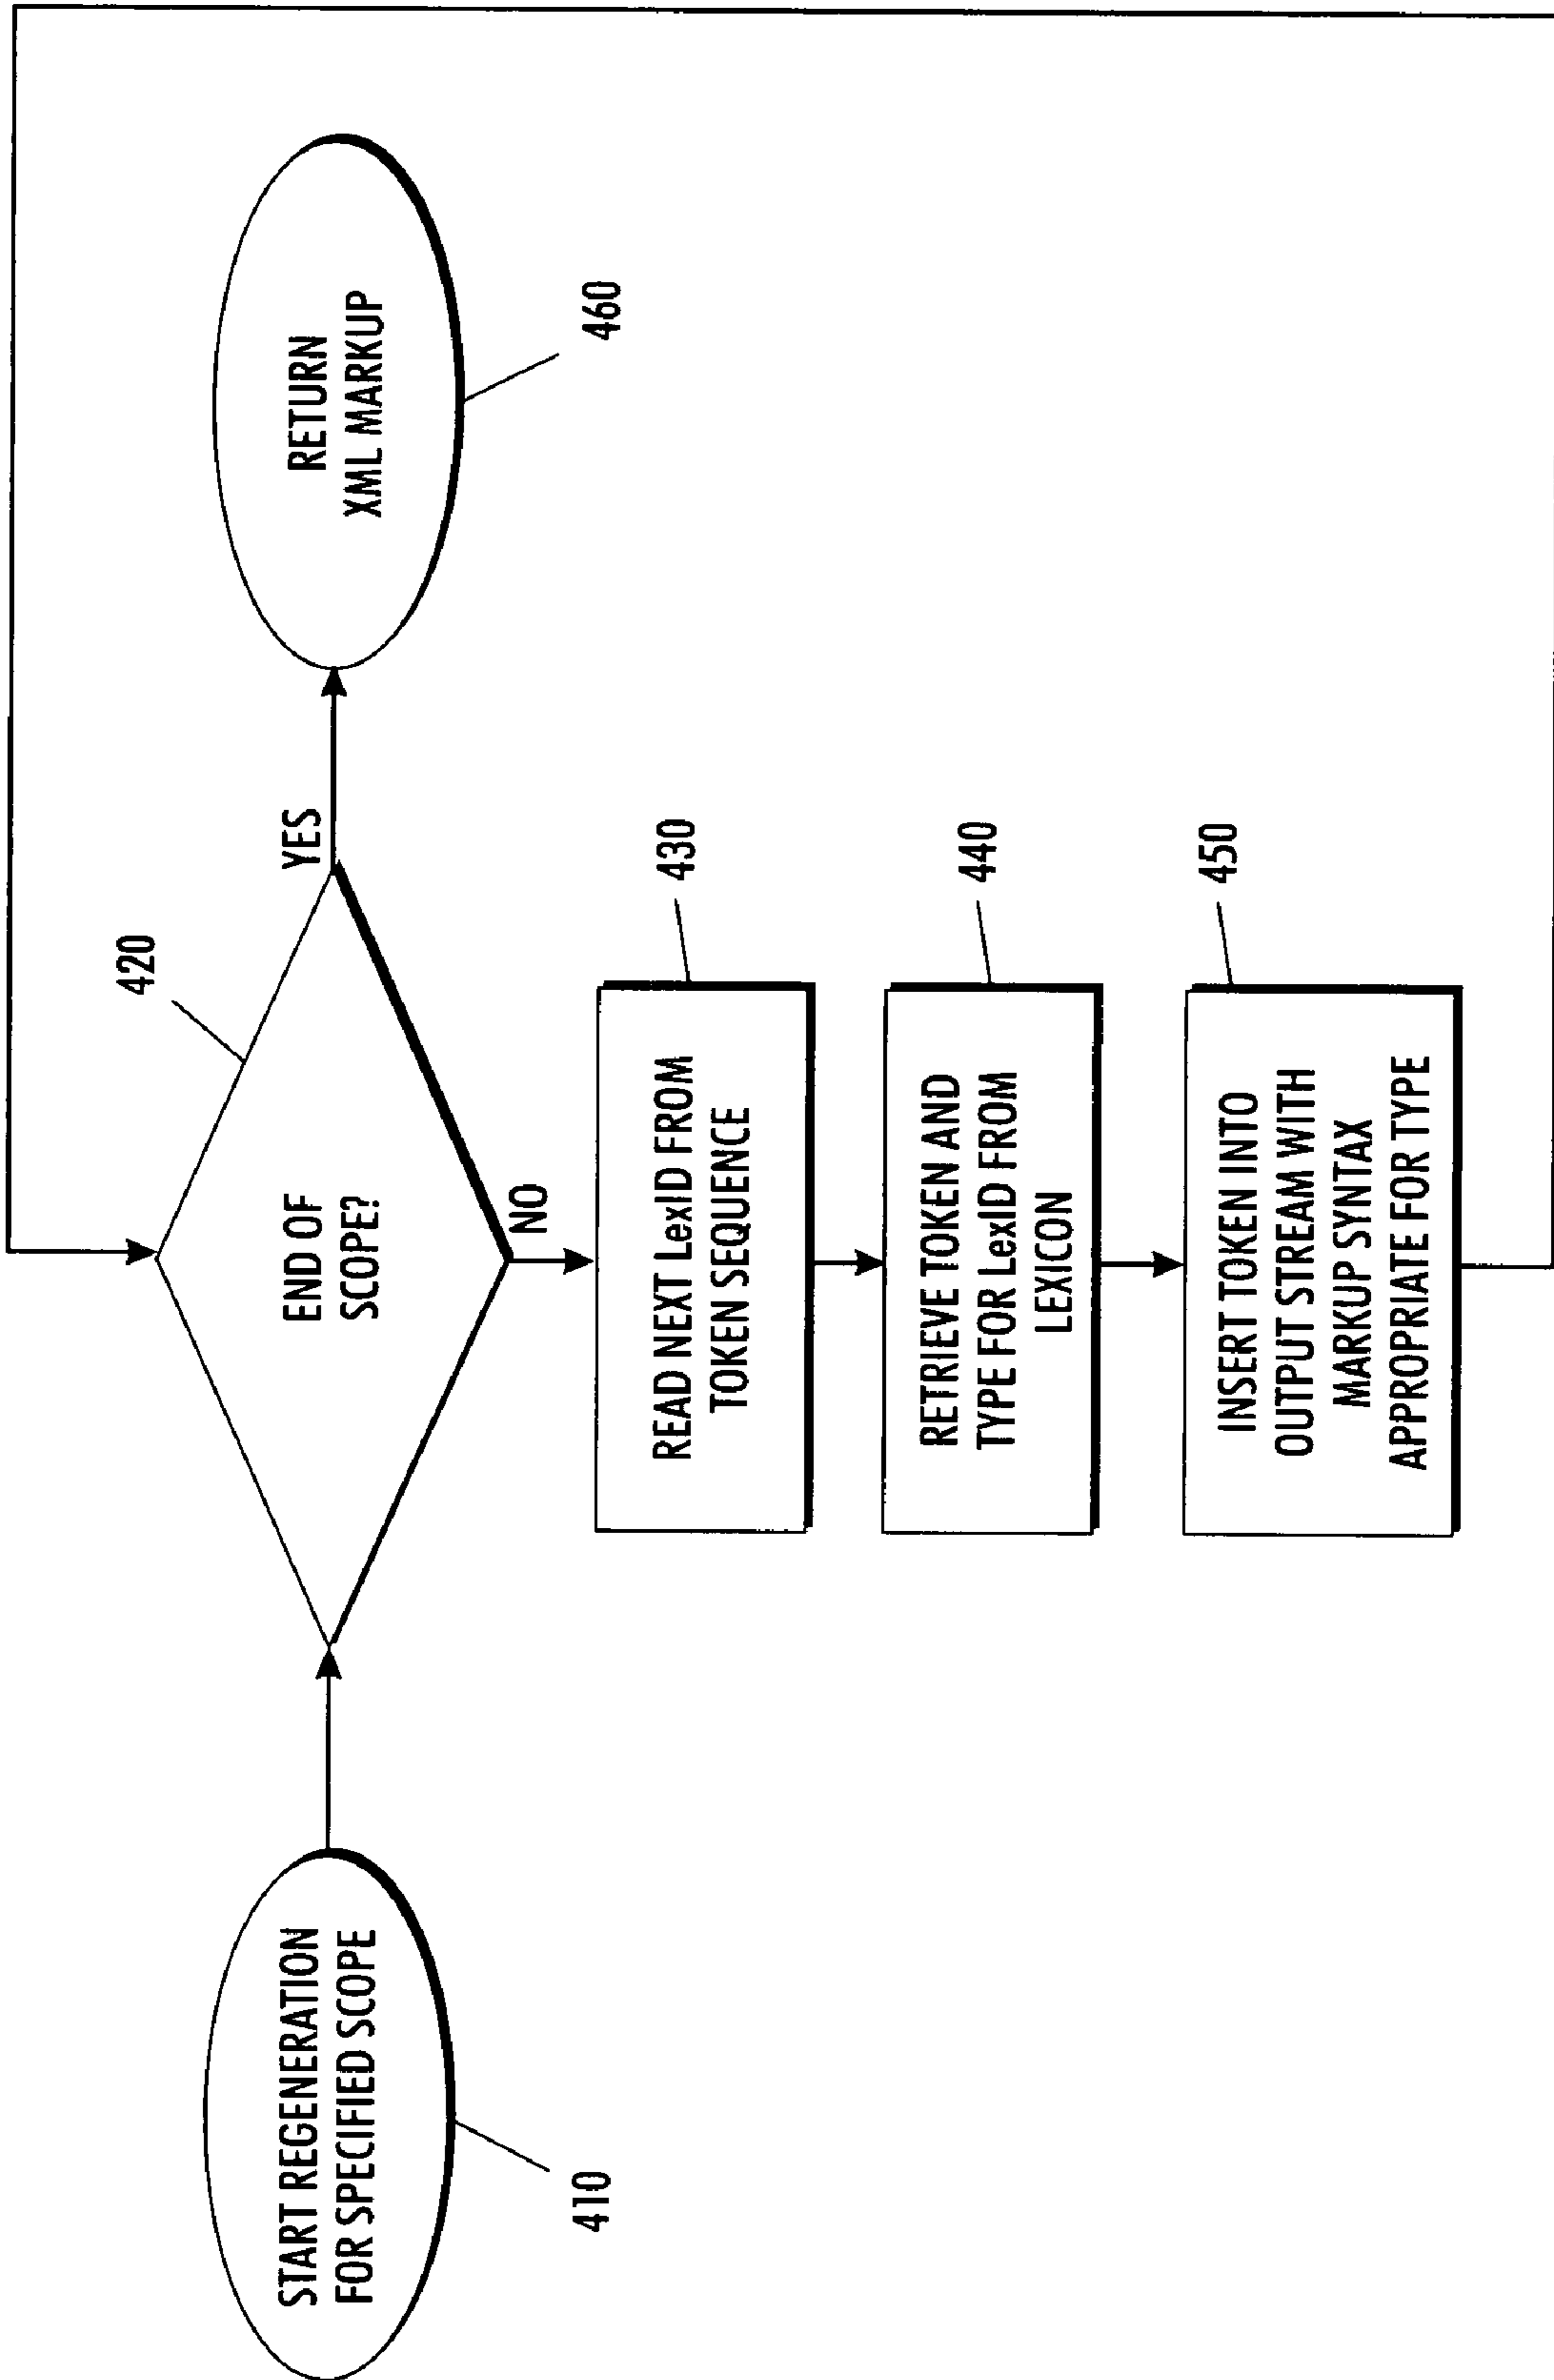 START REGENERATION
FOR SPECIFIED SCOPE
410
END OF
SCOPE?
420
YES
NO
RETURN
XML MARKUP
460
READ NEXT LexID FROM
TOKEN SEQUENCE
430
RETRIEVE TOKEN AND
TYPE FOR LexID FROM
LEXICON
440
INSERT TOKEN INTO
OUTPUT STREAM WITH
MARKUP SYNTAX
APPROPRIATE FOR TYPE
450